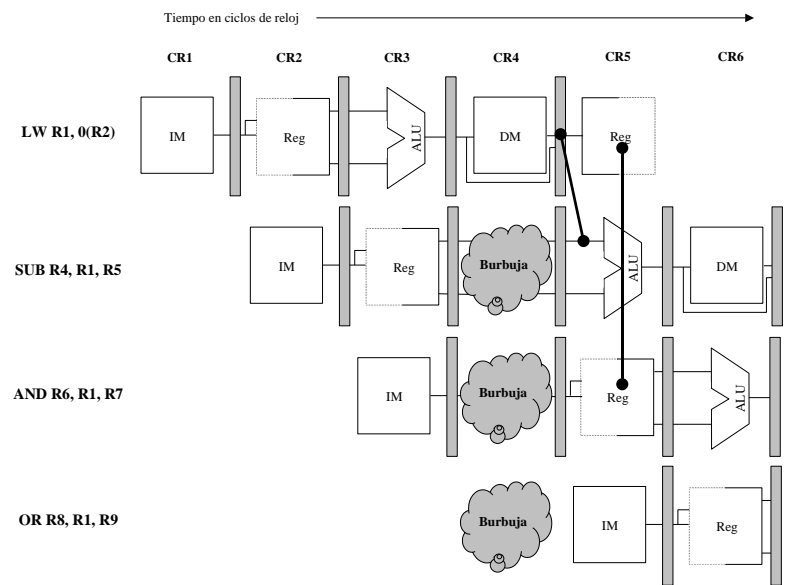 Tiempo en ciclos de reloj
CR1 CR2 CR3 CR4 CR5 CR6
LW R1, 0(R2)
IM Reg ALU DM Reg
SUB R4, R1, R5
IM Reg Burbuja ALU DM
AND R6, R1, R7
IM Burbuja Reg ALU
OR R8, R1, R9
Burbuja IM Reg